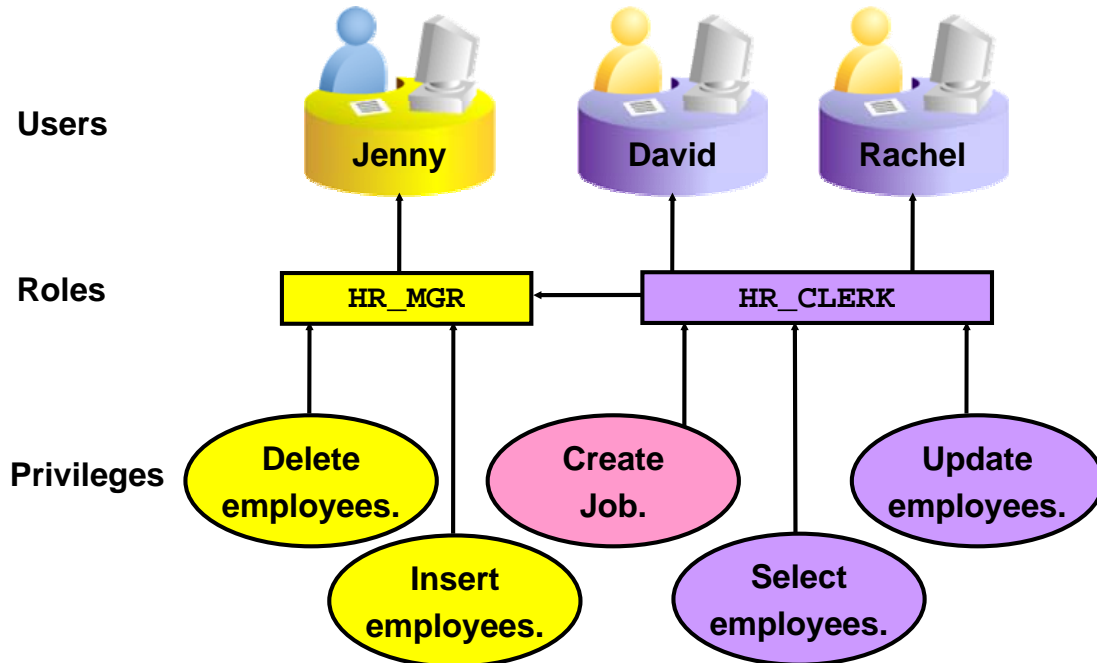 Users
Jenny
David
Rachel
Roles
HR_MGR
HR_CLERK
Privileges
Delete
employees.
Create
Job.
Update
employees.
Insert
employees.
Select
employees.